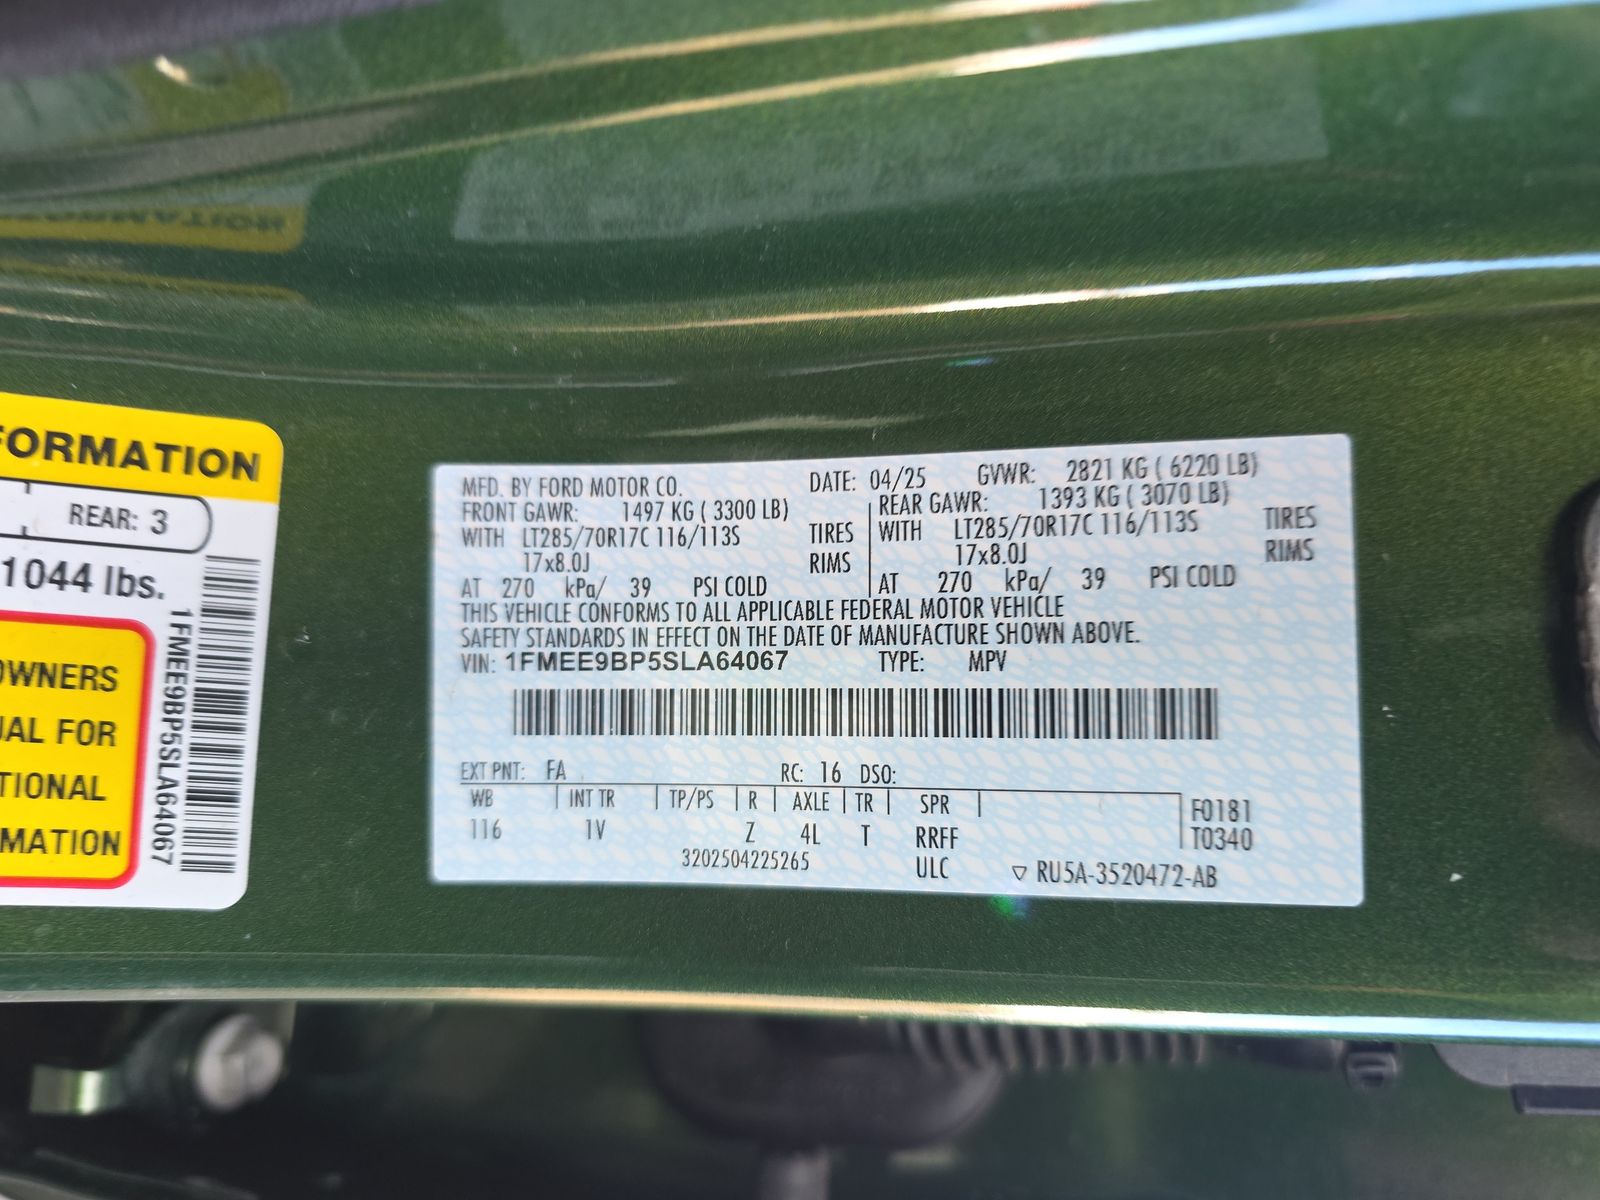 FORMATION
REAR: 3
1044 lbs.
OWNERS
UAL FOR
TIONAL
MATION
1FMEE9BP5SLA64067
MFD. BY FORD MOTOR CO. DATE: 04/25 GVWR: 2821 KG ( 6220 LB)
FRONT GAWR: 1497 KG ( 3300 LB) REAR GAWR: 1393 KG ( 3070 LB)
WITH LT285/70R17C 116/113S TIRES WITH LT285/70R17C 116/113S TIRES
17x8.0J RIMS 17x8.0J RIMS
AT 270 kPa/ 39 PSI COLD AT 270 kPa/ 39 PSI COLD
THIS VEHICLE CONFORMS TO ALL APPLICABLE FEDERAL MOTOR VEHICLE
SAFETY STANDARDS IN EFFECT ON THE DATE OF MANUFACTURE SHOWN ABOVE.
VIN: 1FMEE9BP5SLA64067 TYPE: MPV
EXT PNT: FA RC: 16 DSO:
WB INT TR TP/PS R AXLE TR SPR F0181
116 1V Z 4L T RRFF T0340
3202504225265 ULC RU5A-3520472-AB